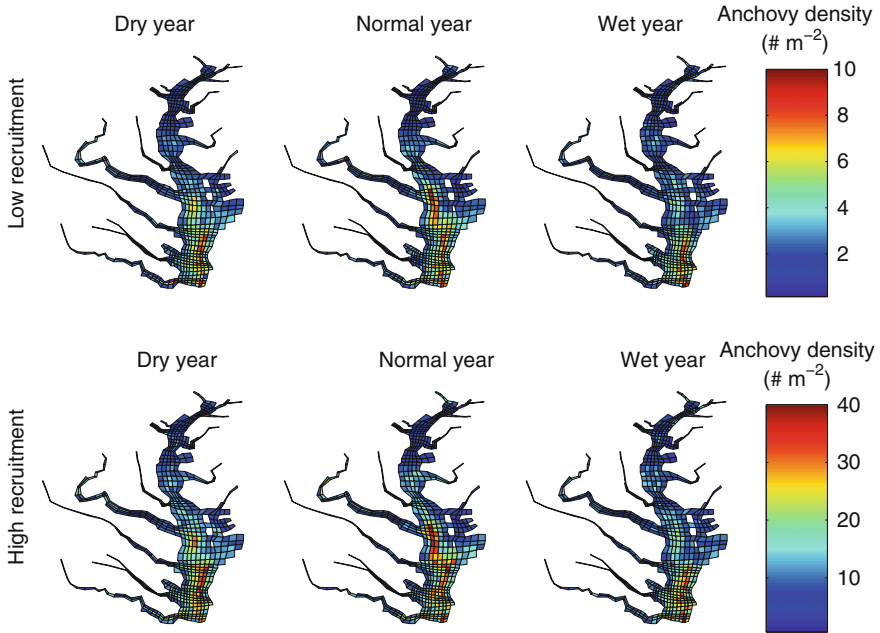 Dry year
Normal year
Wet year
Anchovy density
(# m⁻²)
Low recruitment
10
8
6
4
2
Dry year
Normal year
Wet year
Anchovy density
(# m⁻²)
High recruitment
40
30
20
10